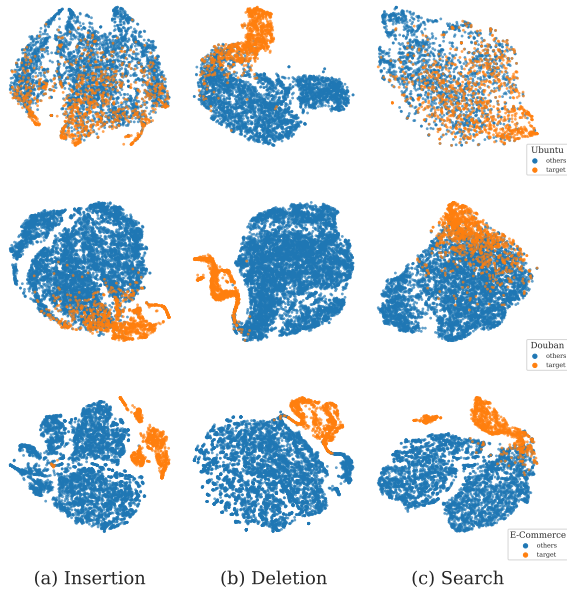 Ubuntu
others
target
Douban
others
target
E-Commerce
others
target
(a) Insertion
(b) Deletion
(c) Search